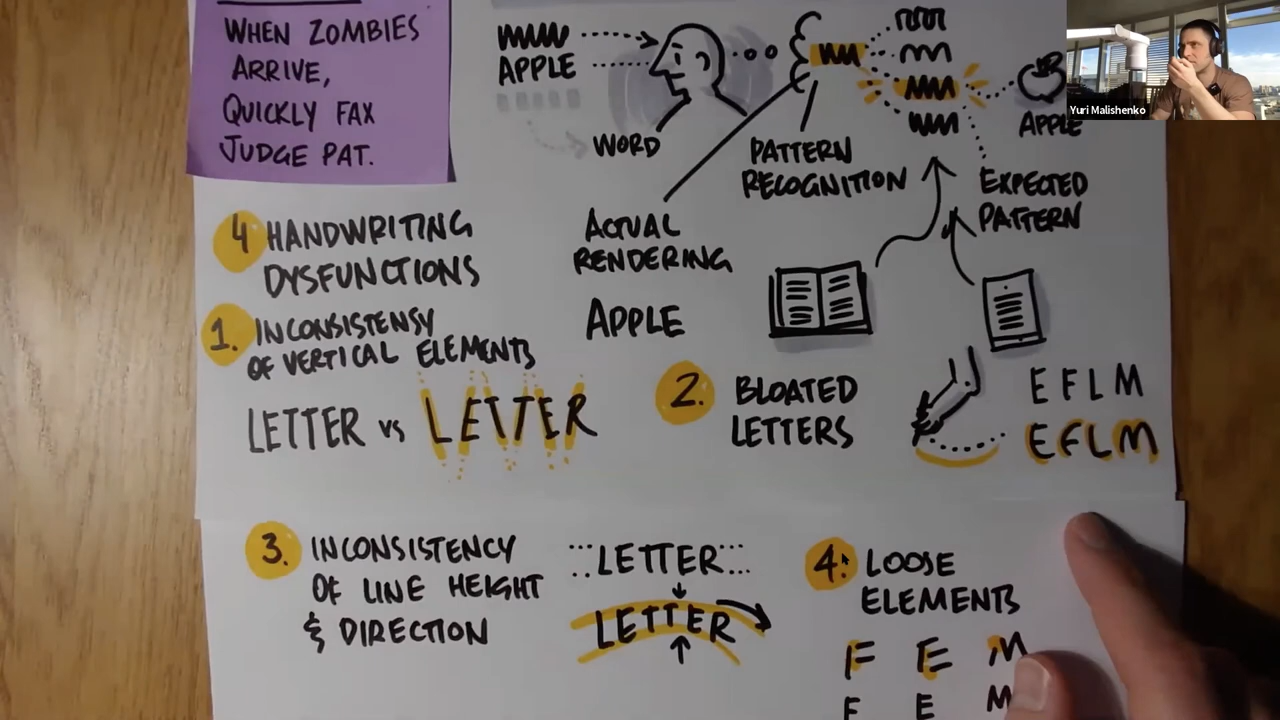 WHEN ZOMBIES
ARRIVE,
QUICKLY FAX
JUDGE PAT.
APPLE
WORD
PATTERN
RECOGNITION
APPLE
EXPECTED
PATTERN
ACTUAL
RENDERING
APPLE
4 HANDWRITING
DYSFUNCTIONS
1. INCONSISTENSY
OF VERTICAL ELEMENTS
LETTER vs LETTER
2. BLOATED
LETTERS
E F L M
E F L M
3. INCONSISTENCY
OF LINE HEIGHT
& DIRECTION
LETTER
LETTER
4. LOOSE
ELEMENTS
F E M
F E M
Yuri Malishenko